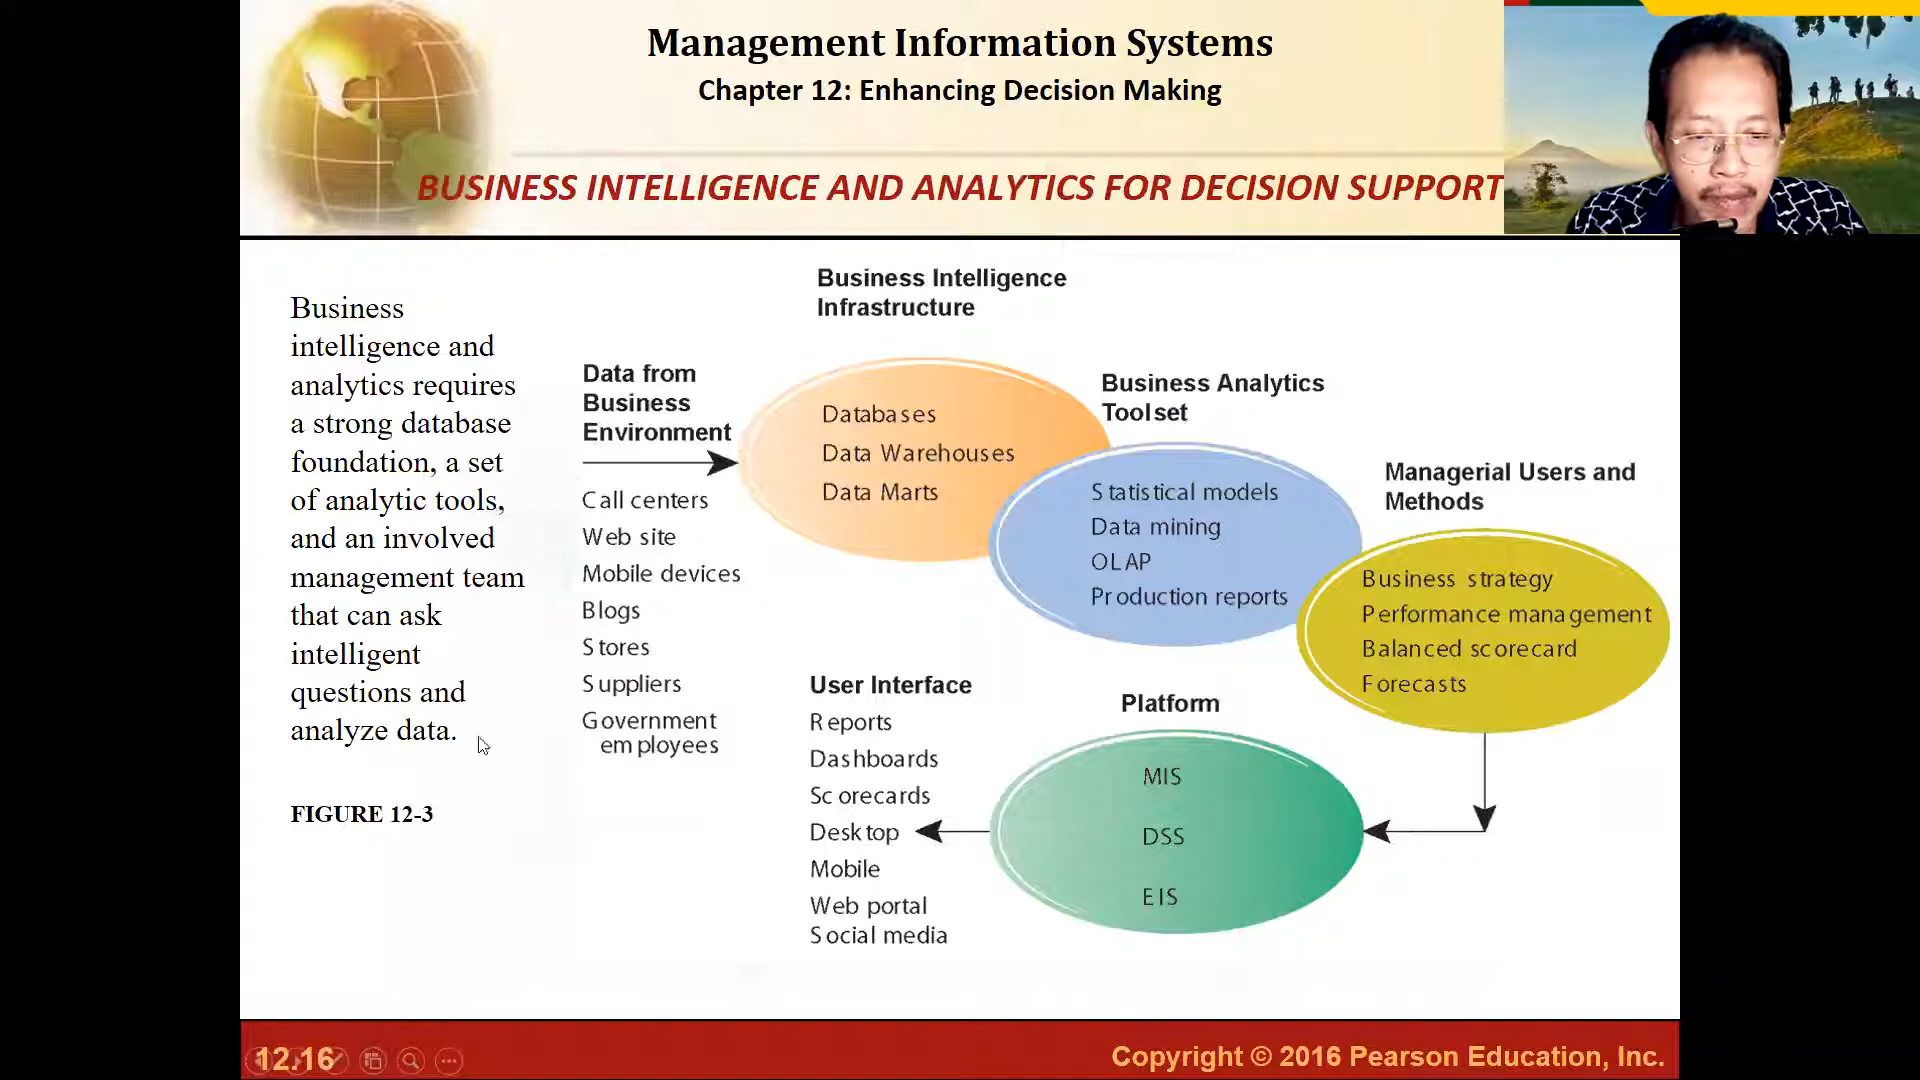 Management Information Systems
Chapter 12: Enhancing Decision Making
BUSINESS INTELLIGENCE AND ANALYTICS FOR DECISION SUPPORT
Business
intelligence and
analytics requires
a strong database
foundation, a set
of analytic tools,
and an involved
management team
that can ask
intelligent
questions and
analyze data.
FIGURE 12-3
Data from
Business
Environment
Call centers
Web site
Mobile devices
Blogs
Stores
Suppliers
Government
employees
Business Intelligence
Infrastructure
Databases
Data Warehouses
Data Marts
Business Analytics
Toolset
Statistical models
Data mining
OLAP
Production reports
Managerial Users and
Methods
Business strategy
Performance management
Balanced scorecard
Forecasts
Platform
MIS
DSS
EIS
User Interface
Reports
Dashboards
Scorecards
Desktop
Mobile
Web portal
Social media
12.16
Copyright © 2016 Pearson Education, Inc.